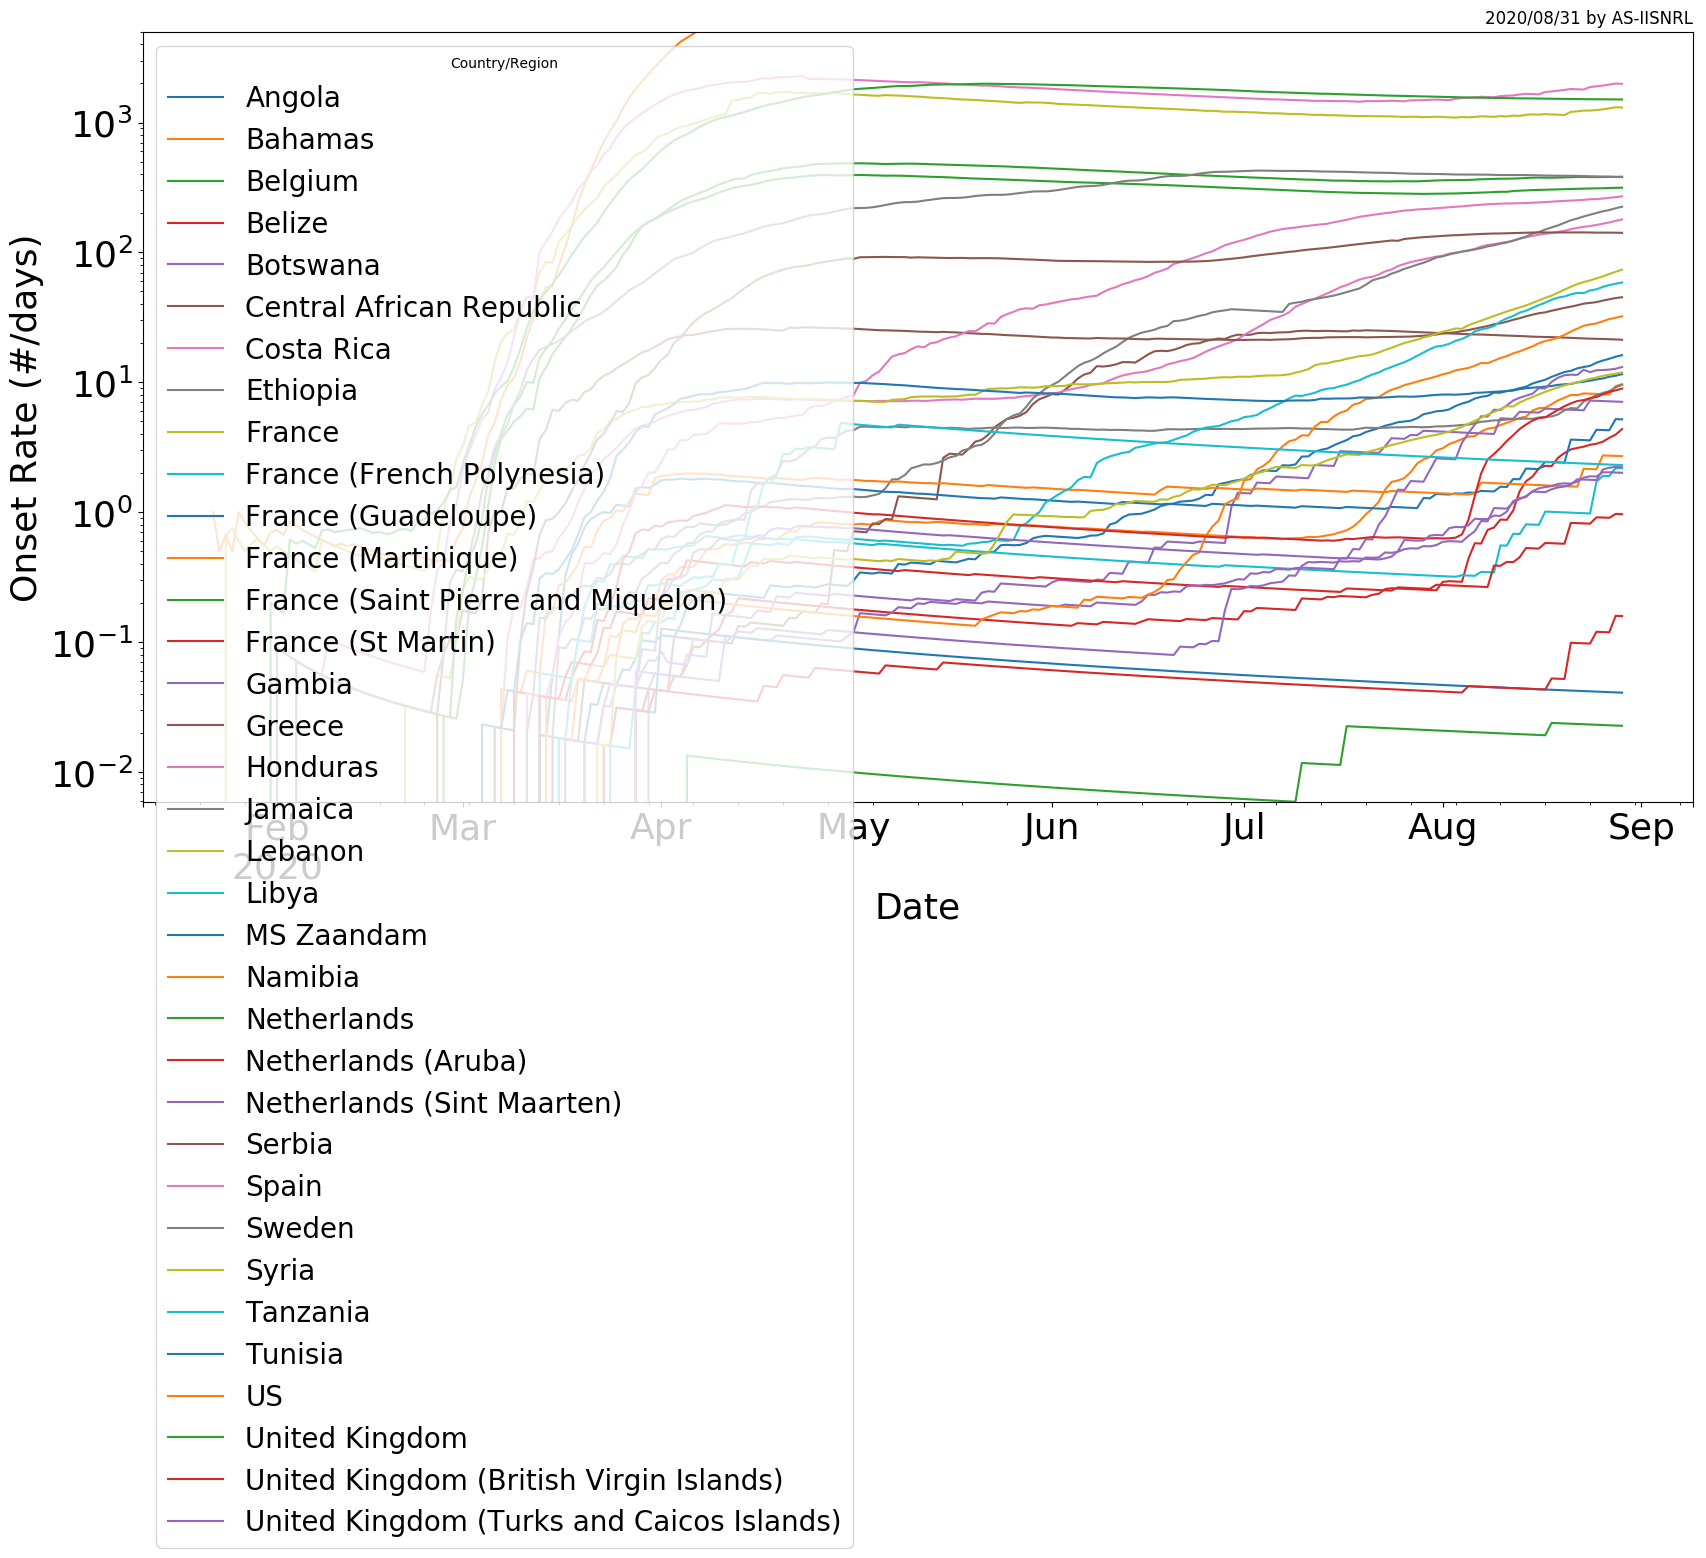 2020/08/31 by AS-IISNRL
Onset Rate (#/days)
10³
10²
10¹
10⁰
10⁻¹
10⁻²
Country/Region
Angola
Bahamas
Belgium
Belize
Botswana
Central African Republic
Costa Rica
Ethiopia
France
France (French Polynesia)
France (Guadeloupe)
France (Martinique)
France (Saint Pierre and Miquelon)
France (St Martin)
Gambia
Greece
Honduras
Jamaica
Lebanon
Libya
MS Zaandam
Namibia
Netherlands
Netherlands (Aruba)
Netherlands (Sint Maarten)
Serbia
Spain
Sweden
Syria
Tanzania
Tunisia
US
United Kingdom
United Kingdom (British Virgin Islands)
United Kingdom (Turks and Caicos Islands)
Feb Mar Apr May Jun Jul Aug Sep
2020
Date